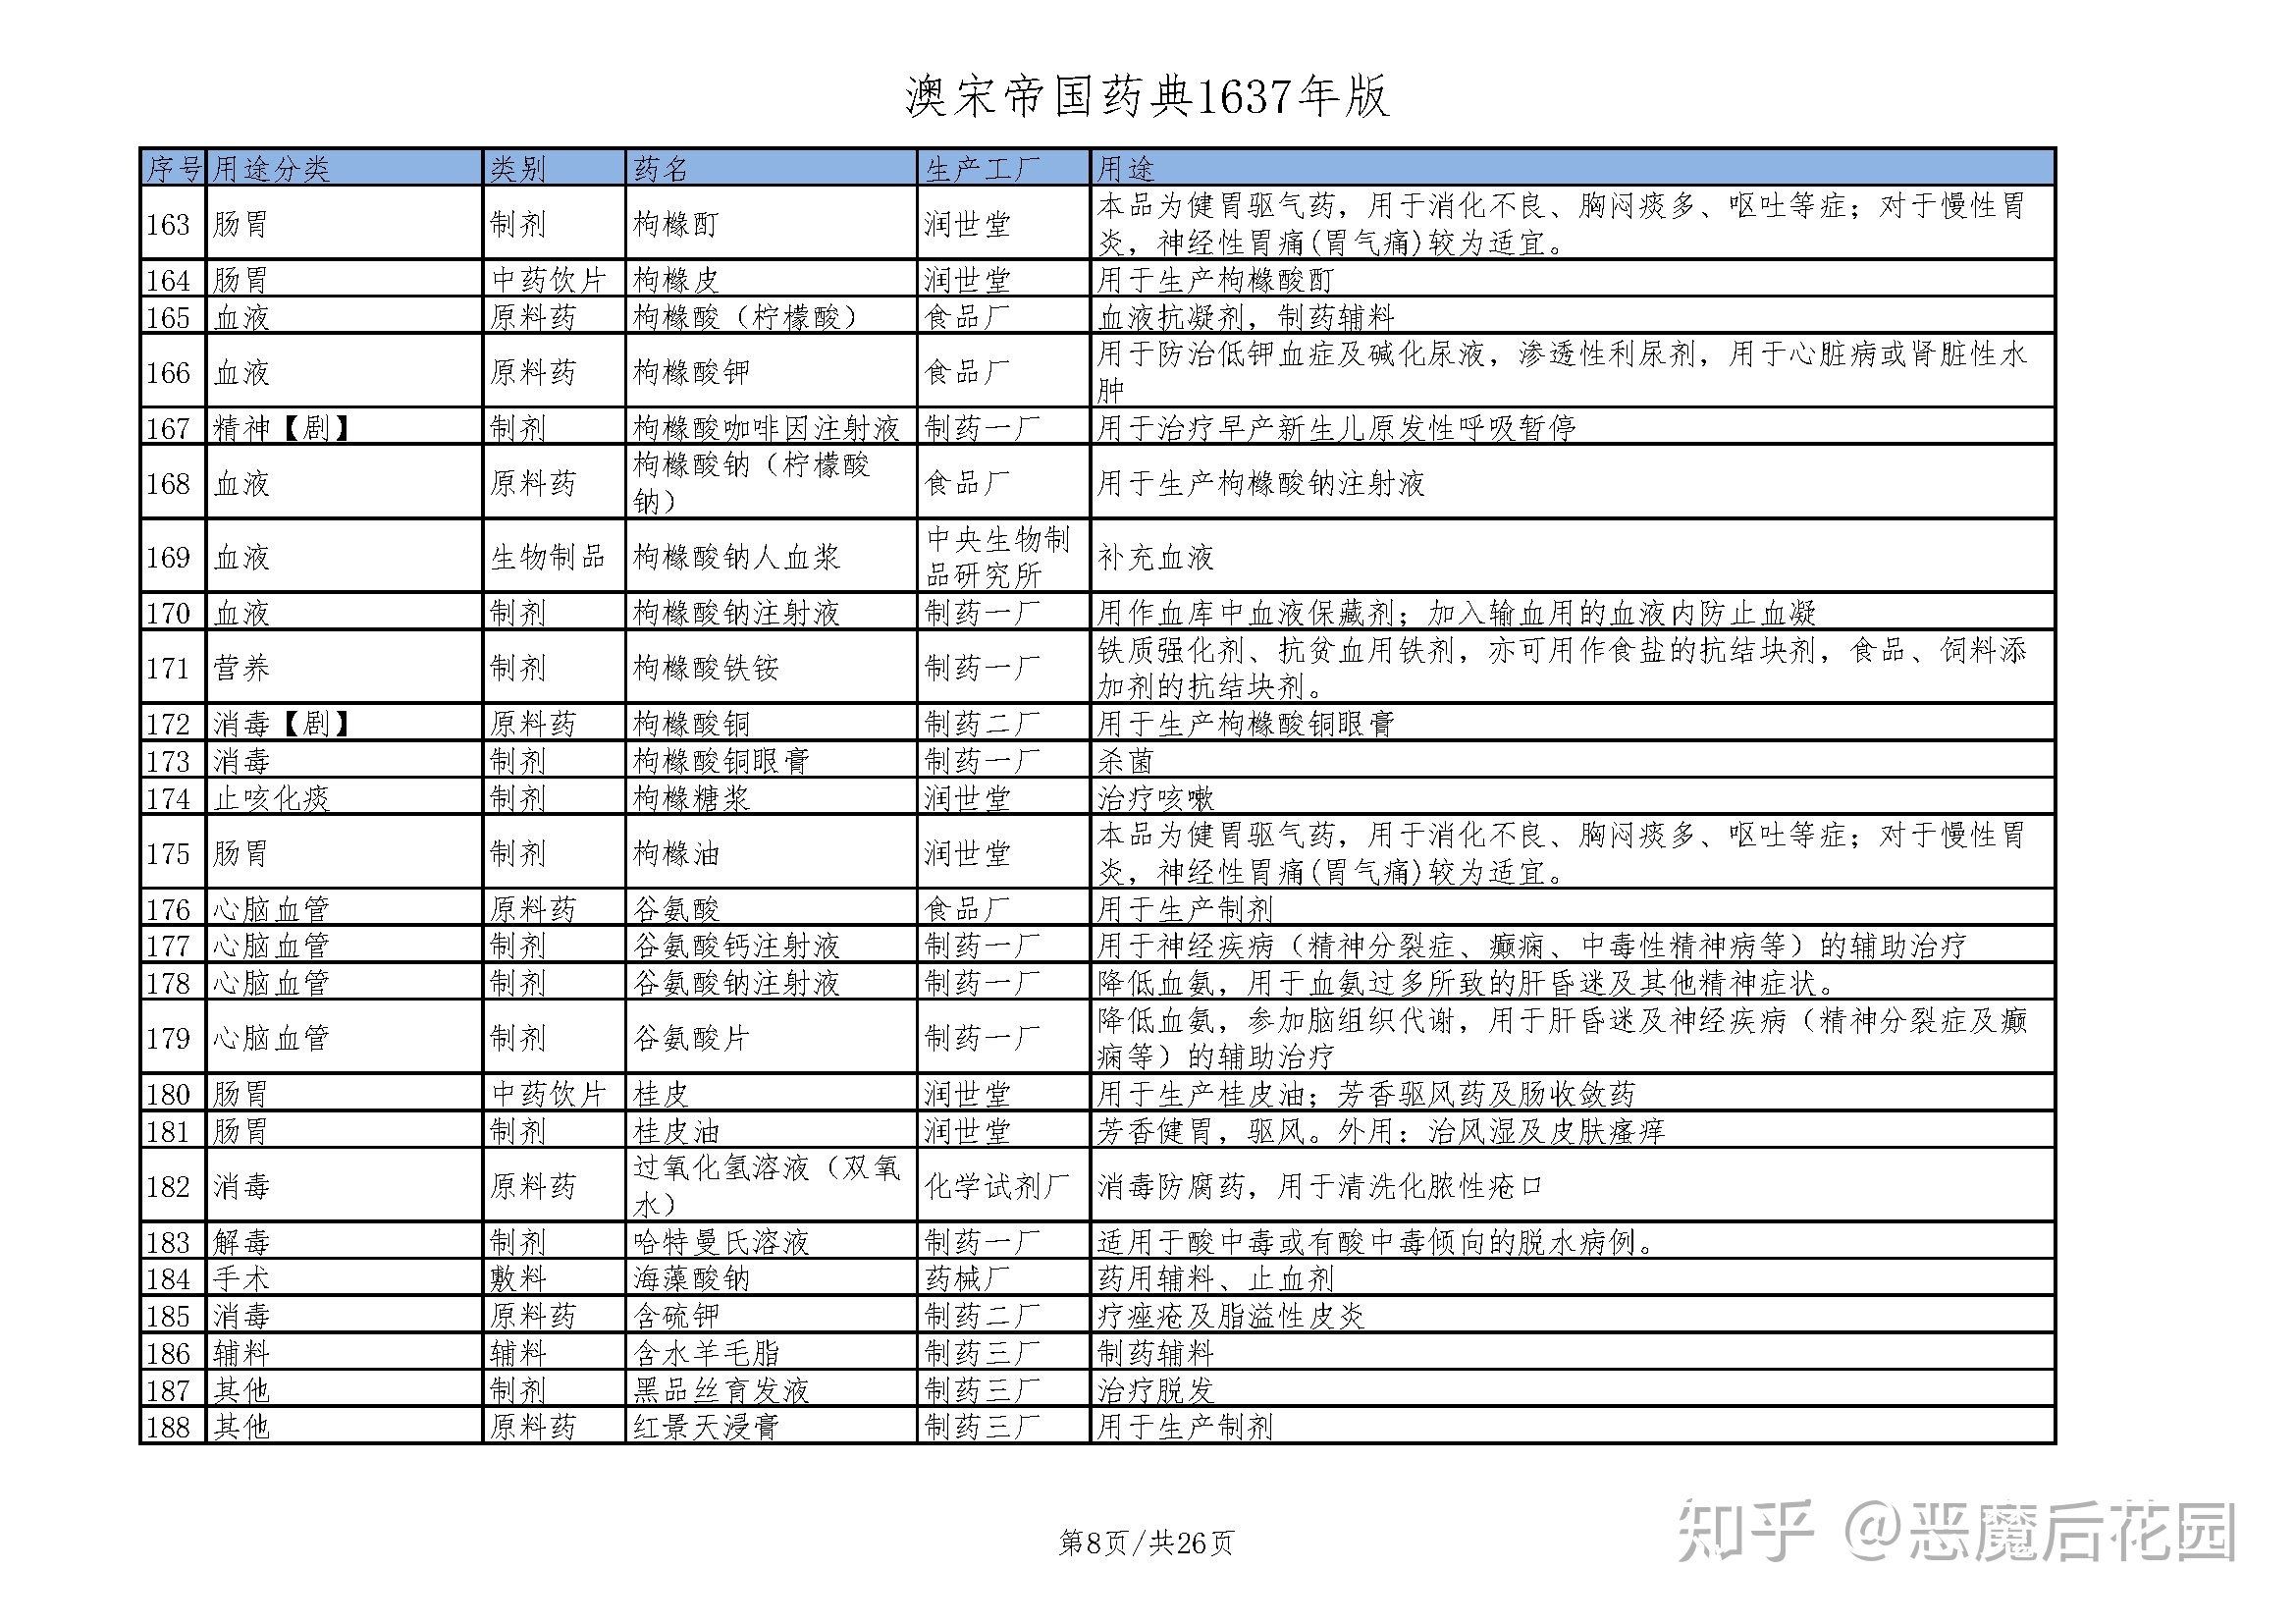 澳宋帝国药典1637年版
序号 用途分类 类别 药名 生产工厂 用途
163 肠胃 制剂 枸橼酊 润世堂 本品为健胃驱气药，用于消化不良、胸闷痰多、呕吐等症；对于慢性胃
炎，神经性胃痛(胃气痛)较为适宜。
164 肠胃 中药饮片 枸橼皮 润世堂 用于生产枸橼酸酊
165 血液 原料药 枸橼酸（柠檬酸） 食品厂 血液抗凝剂，制药辅料
166 血液 原料药 枸橼酸钾 食品厂 用于防治低钾血症及碱化尿液，渗透性利尿剂，用于心脏病或肾脏性水
肿
167 精神【剧】 制剂 枸橼酸咖啡因注射液 制药一厂 用于治疗早产新生儿原发性呼吸暂停
168 血液 原料药 枸橼酸钠（柠檬酸
钠） 食品厂 用于生产枸橼酸钠注射液
169 血液 生物制品 枸橼酸钠人血浆 中央生物制
品研究所 补充血液
170 血液 制剂 枸橼酸钠注射液 制药一厂 用作血库中血液保藏剂；加入输血用的血液内防止血凝
171 营养 制剂 枸橼酸铁铵 制药一厂 铁质强化剂、抗贫血用铁剂，亦可用作食盐的抗结块剂，食品、饲料添
加剂的抗结块剂。
172 消毒【剧】 原料药 枸橼酸铜 制药二厂 用于生产枸橼酸铜眼膏
173 消毒 制剂 枸橼酸铜眼膏 制药一厂 杀菌
174 止咳化痰 制剂 枸橼糖浆 润世堂 治疗咳嗽
175 肠胃 制剂 枸橼油 润世堂 本品为健胃驱气药，用于消化不良、胸闷痰多、呕吐等症；对于慢性胃
炎，神经性胃痛(胃气痛)较为适宜。
176 心脑血管 原料药 谷氨酸 食品厂 用于生产制剂
177 心脑血管 制剂 谷氨酸钙注射液 制药一厂 用于神经疾病（精神分裂症、癫痫、中毒性精神病等）的辅助治疗
178 心脑血管 制剂 谷氨酸钠注射液 制药一厂 降低血氨，用于血氨过多所致的肝昏迷及其他精神症状。
179 心脑血管 制剂 谷氨酸片 制药一厂 降低血氨，参加脑组织代谢，用于肝昏迷及神经疾病（精神分裂症及癫
痫等）的辅助治疗
180 肠胃 中药饮片 桂皮 润世堂 用于生产桂皮油；芳香驱风药及肠收敛药
181 肠胃 制剂 桂皮油 润世堂 芳香健胃，驱风。外用：治风湿及皮肤瘙痒
182 消毒 原料药 过氧化氢溶液（双氧
水） 化学试剂厂 消毒防腐药，用于清洗化脓性疮口
183 解毒 制剂 哈特曼氏溶液 制药一厂 适用于酸中毒或有酸中毒倾向的脱水病例。
184 手术 敷料 海藻酸钠 药械厂 药用辅料、止血剂
185 消毒 原料药 含硫钾 制药二厂 疗痤疮及脂溢性皮炎
186 辅料 辅料 含水羊毛脂 制药三厂 制药辅料
187 其他 制剂 黑品丝育发液 制药三厂 治疗脱发
188 其他 原料药 红景天浸膏 制药三厂 用于生产制剂
第8页/共26页
知乎 @恶魔后花园